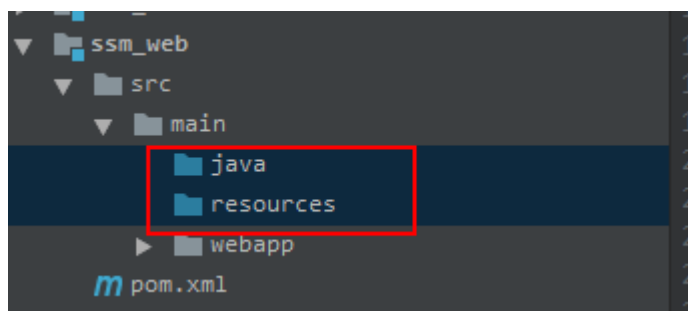 ssm_web
src
main
java
resources
webapp
pom.xml